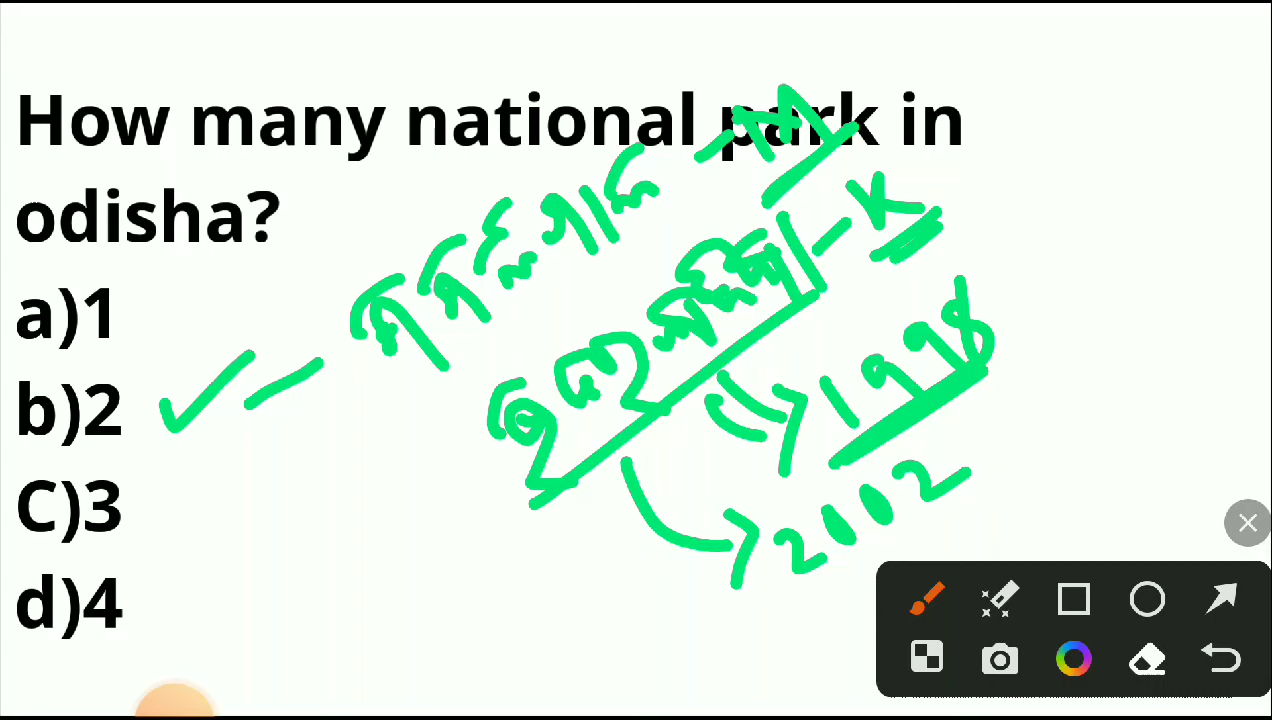 How many national park in
odisha?
a)1
b)2
C)3
d)4
- M
- K
1998
2002